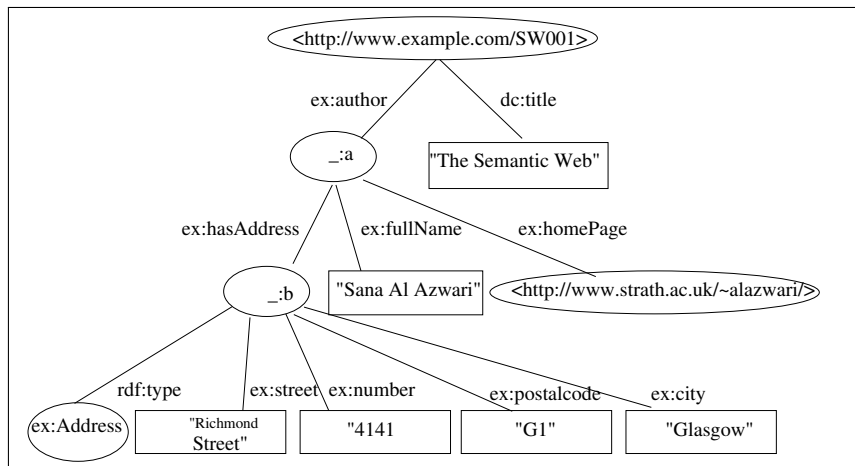 <http://www.example.com/SW001>
ex:author
dc:title
_:a
"The Semantic Web"
ex:hasAddress
ex:fullName
ex:homePage
_:b
"Sana Al Azwari"
<http://www.strath.ac.uk/~alazwari/>
rdf:type
ex:street
ex:number
ex:postalcode
ex:city
ex:Address
"Richmond
Street"
"4141
"G1"
"Glasgow"